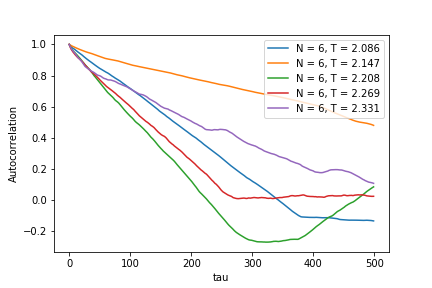 1.0
0.8
0.6
0.4
0.2
0.0
−0.2
Autocorrelation
N = 6, T = 2.086
N = 6, T = 2.147
N = 6, T = 2.208
N = 6, T = 2.269
N = 6, T = 2.331
0 100 200 300 400 500
tau